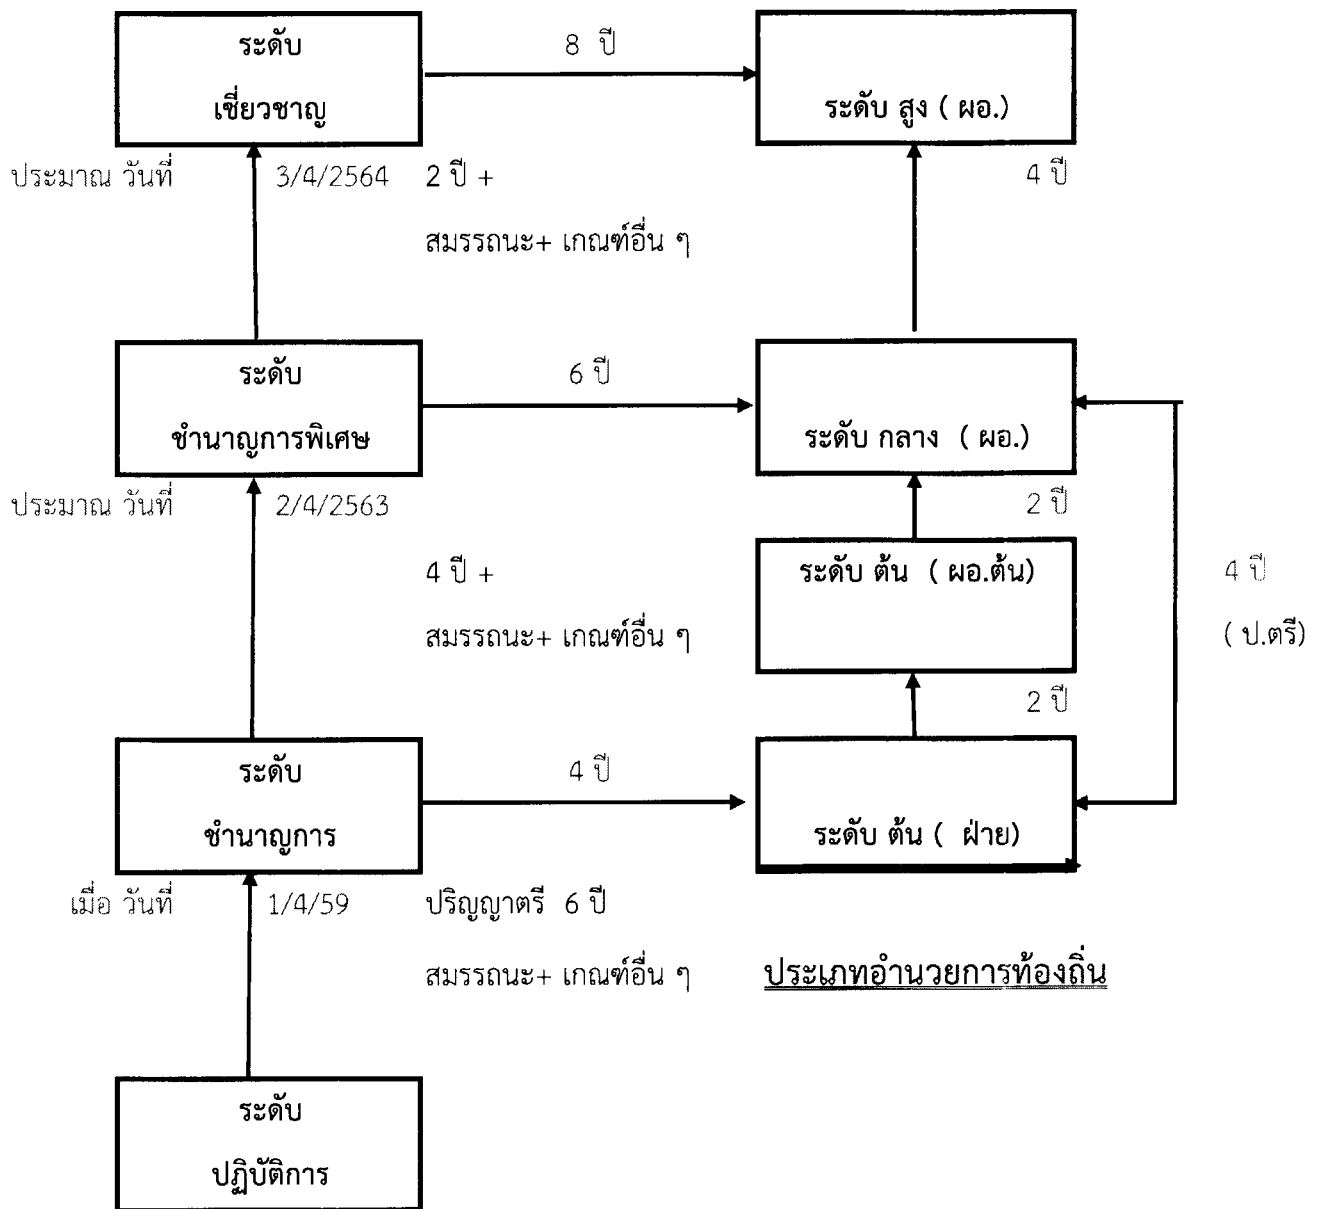 ระดับ
เชี่ยวชาญ
8 ปี
ระดับ สูง ( ผอ.)
ประมาณ วันที่ 3/4/2564 2 ปี +
สมรรถนะ+ เกณฑ์อื่น ๆ
4 ปี
ระดับ
ชำนาญการพิเศษ
6 ปี
ระดับ กลาง ( ผอ.)
ประมาณ วันที่ 2/4/2563
2 ปี
4 ปี +
สมรรถนะ+ เกณฑ์อื่น ๆ
ระดับ ต้น ( ผอ.ต้น)
4 ปี
( ป.ตรี)
2 ปี
ระดับ
ชำนาญการ
4 ปี
ระดับ ต้น ( ฝ่าย)
เมื่อ วันที่ 1/4/59 ปริญญาตรี 6 ปี
สมรรถนะ+ เกณฑ์อื่น ๆ
ประเภทอำนวยการท้องถิ่น
ระดับ
ปฏิบัติการ